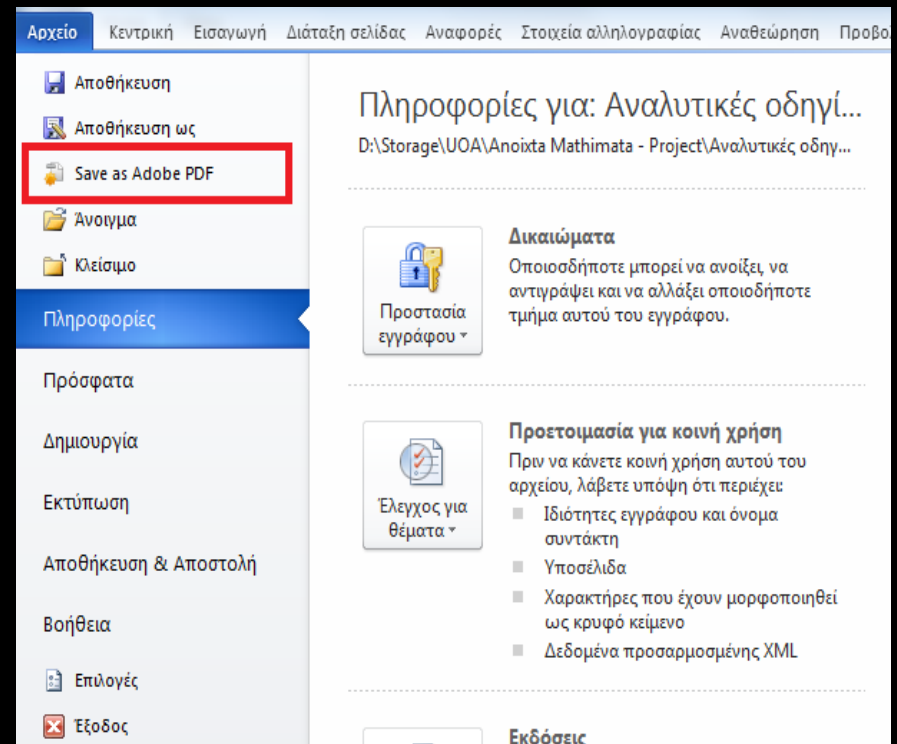 Αρχείο Κεντρική Εισαγωγή Διάταξη σελίδας Αναφορές Στοιχεία αλληλογραφίας Αναθεώρηση Προβο
Αποθήκευση
Αποθήκευση ως
Save as Adobe PDF
Άνοιγμα
Κλείσιμο
Πληροφορίες
Πρόσφατα
Δημιουργία
Εκτύπωση
Αποθήκευση & Αποστολή
Βοήθεια
Επιλογές
Έξοδος
Πληροφορίες για: Αναλυτικές οδηγί...
D:\Storage\UOA\Anoixta Mathimata - Project\Αναλυτικές οδηγ...
Προστασία
εγγράφου
Δικαιώματα
Οποιοσδήποτε μπορεί να ανοίξει, να
αντιγράψει και να αλλάξει οποιοδήποτε
τμήμα αυτού του εγγράφου.
Έλεγχος για
θέματα
Προετοιμασία για κοινή χρήση
Πριν να κάνετε κοινή χρήση αυτού του
αρχείου, λάβετε υπόψη ότι περιέχει:
Ιδιότητες εγγράφου και όνομα
συντάκτη
Υποσέλιδα
Χαρακτήρες που έχουν μορφοποιηθεί
ως κρυφό κείμενο
Δεδομένα προσαρμοσμένης XML
Εκδόσεις